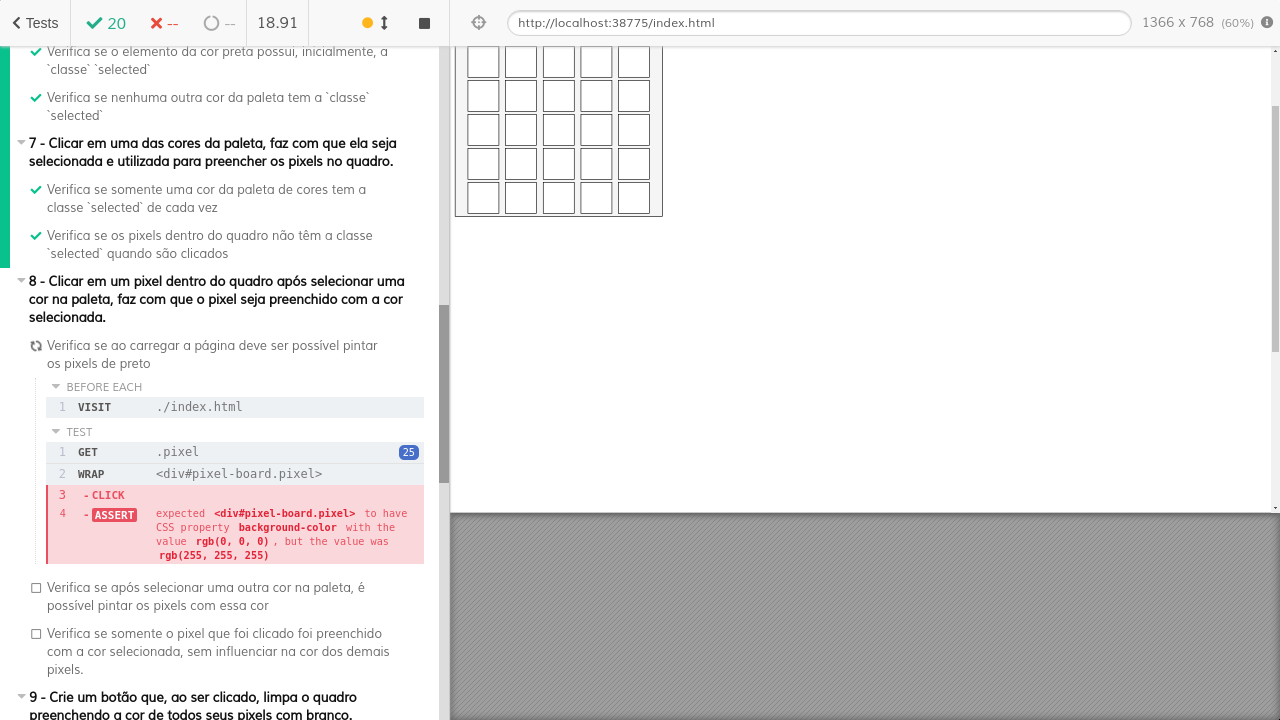 Tests
20
--
--
18.91
http://localhost:38775/index.html
1366 x 768 (60%)
Verifica se o elemento da cor preta possui, inicialmente, a
`classe` `selected`
Verifica se nenhuma outra cor da paleta tem a `classe`
`selected`
7 - Clicar em uma das cores da paleta, faz com que ela seja
selecionada e utilizada para preencher os pixels no quadro.
Verifica se somente uma cor da paleta de cores tem a
classe `selected` de cada vez
Verifica se os pixels dentro do quadro não têm a classe
`selected` quando são clicados
8 - Clicar em um pixel dentro do quadro após selecionar uma
cor na paleta, faz com que o pixel seja preenchido com a cor
selecionada.
Verifica se ao carregar a página deve ser possível pintar
os pixels de preto
BEFORE EACH
1 VISIT ./index.html
TEST
1 GET .pixel 25
2 WRAP <div#pixel-board.pixel>
3 -CLICK
4 -ASSERT expected <div#pixel-board.pixel> to have
CSS property background-color with the
value rgb(0, 0, 0), but the value was
rgb(255, 255, 255)
Verifica se após selecionar uma outra cor na paleta, é
possível pintar os pixels com essa cor
Verifica se somente o pixel que foi clicado foi preenchido
com a cor selecionada, sem influenciar na cor dos demais
pixels.
9 - Crie um botão que, ao ser clicado, limpa o quadro
preenchendo a cor de todos seus pixels com branco.